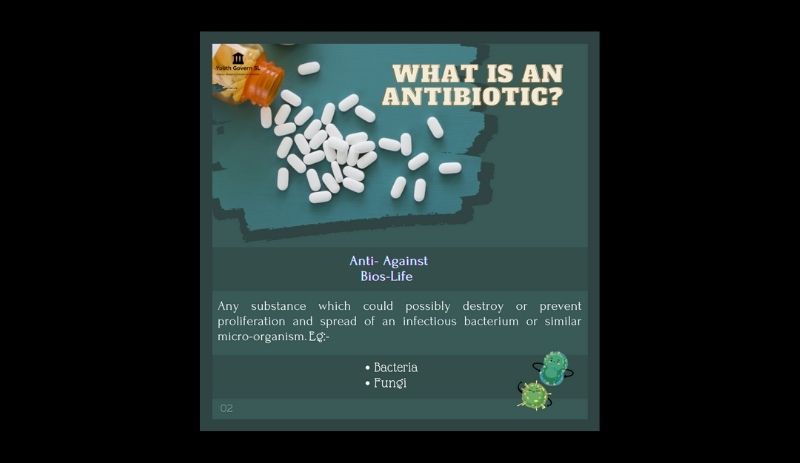 Youth Govern SL
WHAT IS AN
ANTIBIOTIC?
Anti- Against
Bios-Life
Any substance which could possibly destroy or prevent
proliferation and spread of an infectious bacterium or similar
micro-organism. Eg:-
• Bacteria
• Fungi
02